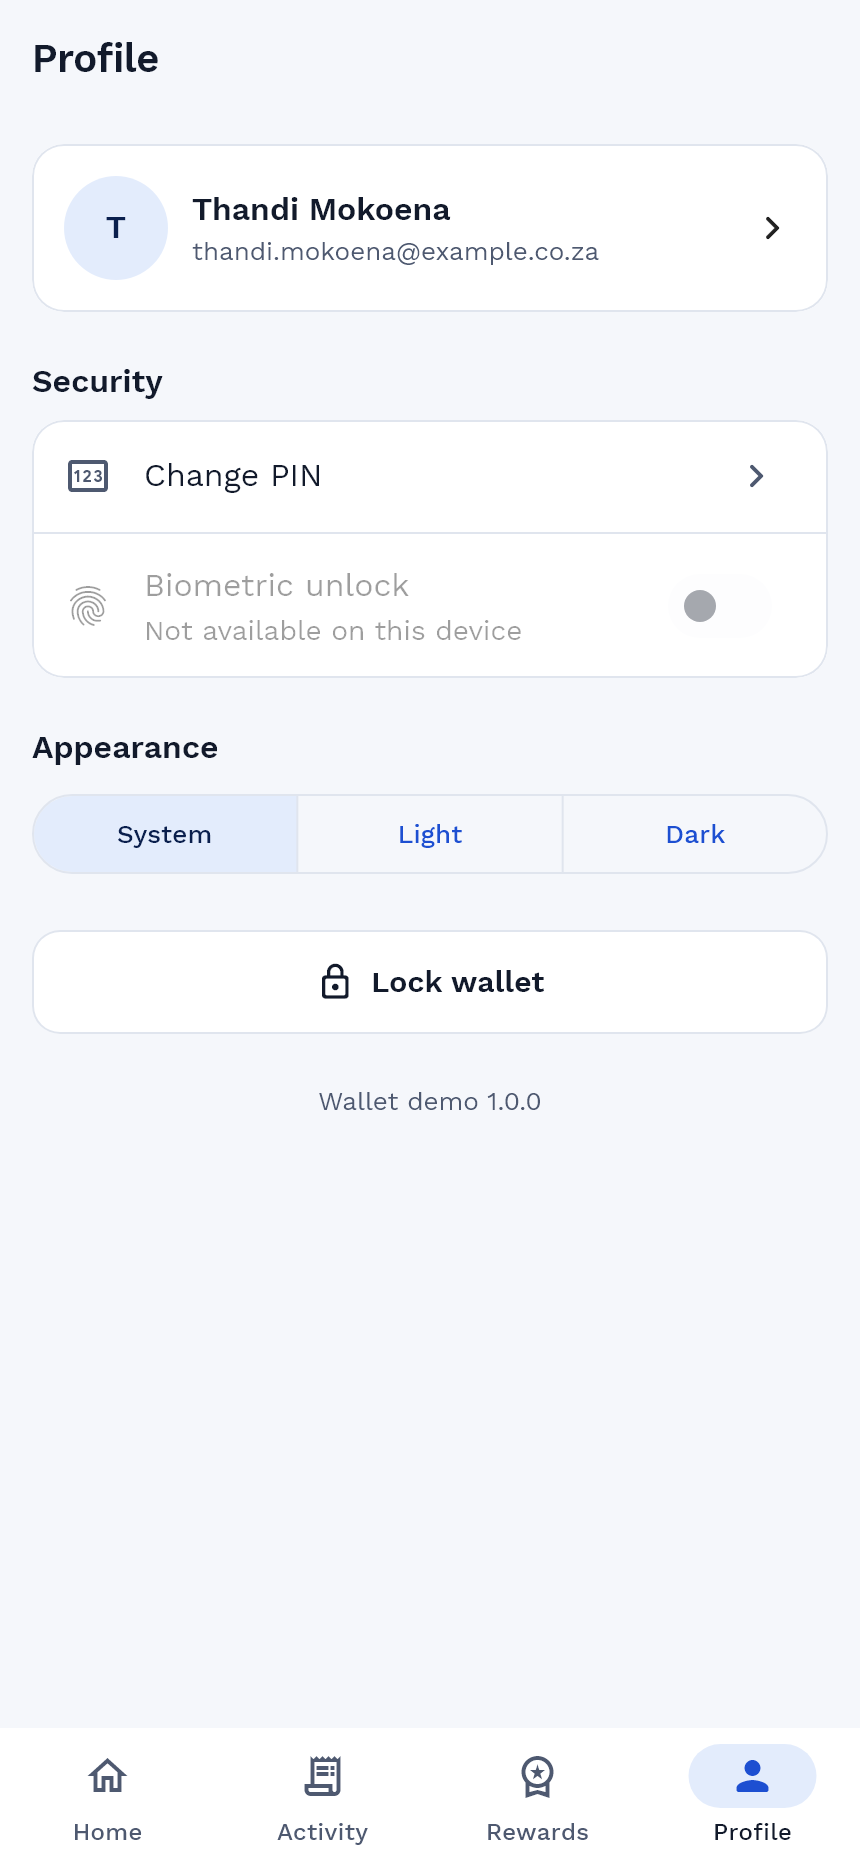 Profile
T
Thandi Mokoena
thandi.mokoena@example.co.za
Security
123
Change PIN
Biometric unlock
Not available on this device
Appearance
System
Light
Dark
Lock wallet
Wallet demo 1.0.0
Home
Activity
Rewards
Profile